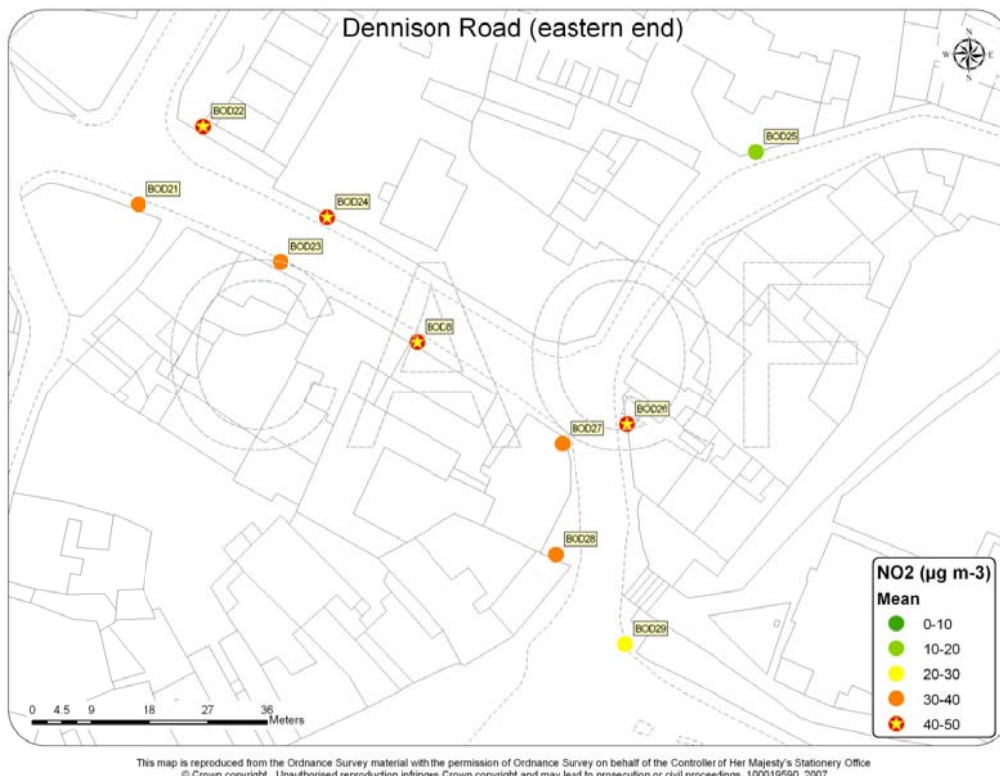 Dennison Road (eastern end)
N
W E
S
BOD22
BOD25
BOD21
BOD24
BOD23
BOD8
BOD26
BOD27
B0D28
BOD29
NO2 (µg m-3)
Mean
0-10
10-20
20-30
30-40
40-50
0 4.5 9 18 27 36
Meters
This map is reproduced from the Ordnance Survey material with the permission of Ordnance Survey on behalf of the Controller of Her Majesty's Stationery Office
© Crown copyright. Unauthorised reproduction infringes Crown copyright and may lead to prosecution or civil proceedings. 100019590. 2007.